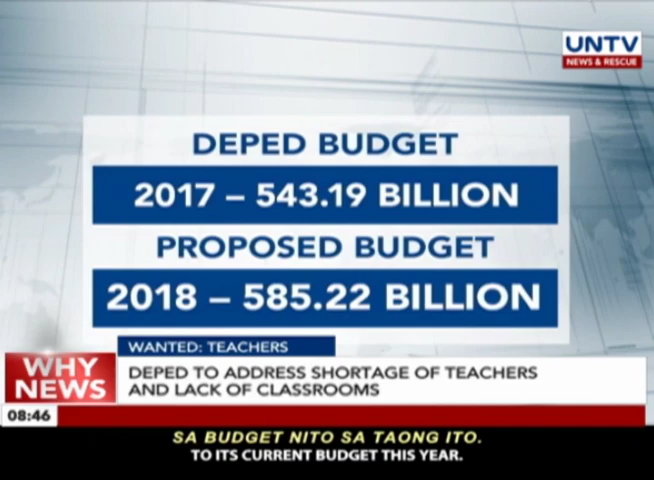 UNTV
NEWS & RESCUE
DEPED BUDGET
2017 – 543.19 BILLION
PROPOSED BUDGET
2018 – 585.22 BILLION
WANTED: TEACHERS
WHY
NEWS
DEPED TO ADDRESS SHORTAGE OF TEACHERS
AND LACK OF CLASSROOMS
08:46
SA BUDGET NITO SA TAONG ITO.
TO ITS CURRENT BUDGET THIS YEAR.